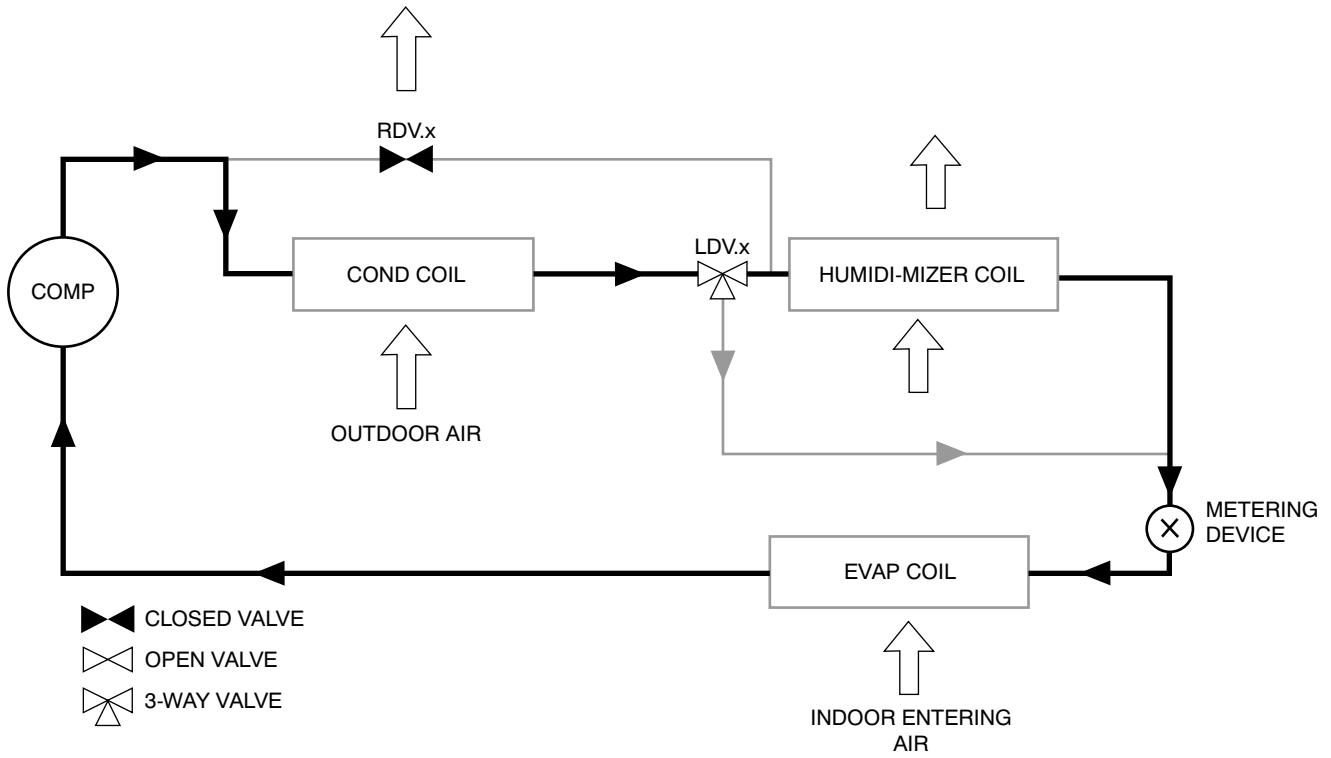 RDV.x
LDV.x
COMP
COND COIL
HUMIDI-MIZER COIL
OUTDOOR AIR
METERING
DEVICE
EVAP COIL
CLOSED VALVE
OPEN VALVE
3-WAY VALVE
INDOOR ENTERING
AIR